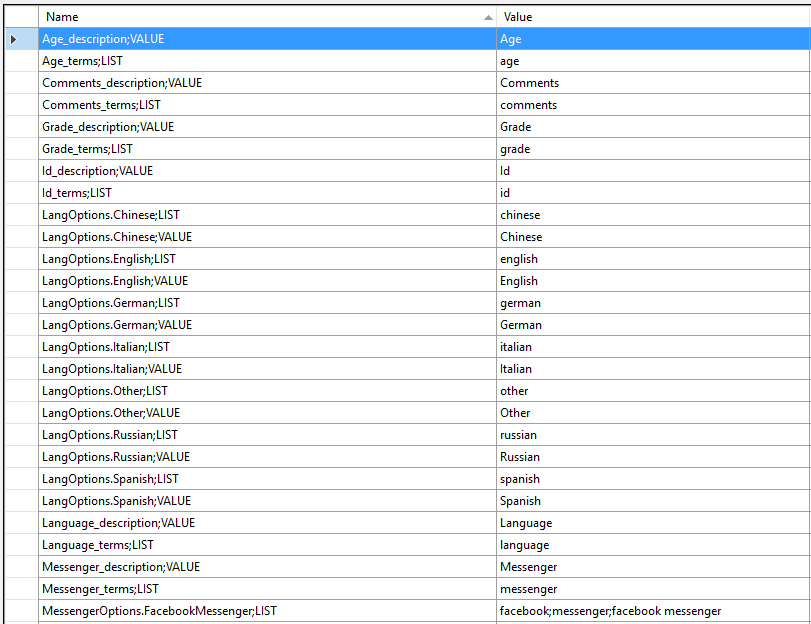 Name Value
Age_description;VALUE Age
Age_terms;LIST age
Comments_description;VALUE Comments
Comments_terms;LIST comments
Grade_description;VALUE Grade
Grade_terms;LIST grade
Id_description;VALUE Id
Id_terms;LIST id
LangOptions.Chinese;LIST chinese
LangOptions.Chinese;VALUE Chinese
LangOptions.English;LIST english
LangOptions.English;VALUE English
LangOptions.German;LIST german
LangOptions.German;VALUE German
LangOptions.Italian;LIST italian
LangOptions.Italian;VALUE Italian
LangOptions.Other;LIST other
LangOptions.Other;VALUE Other
LangOptions.Russian;LIST russian
LangOptions.Russian;VALUE Russian
LangOptions.Spanish;LIST spanish
LangOptions.Spanish;VALUE Spanish
Language_description;VALUE Language
Language_terms;LIST language
Messenger_description;VALUE Messenger
Messenger_terms;LIST messenger
MessengerOptions.FacebookMessenger;LIST facebook;messenger;facebook messenger